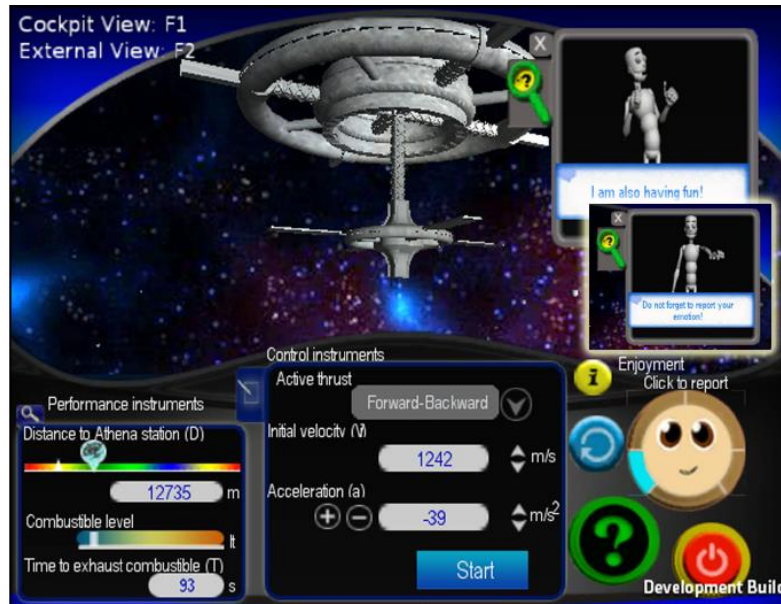 Cockpit View: F1
External View: F2
X
?
I am also having fun!
X
?
Do not forget to report your
emotion!
Control instruments
Active thrust
Forward-Backward
Initial velocity (V)
1242 m/s
Acceleration (a)
-39 m/s2
Start
Performance instruments
Distance to Athena station (D)
12735 m
Combustible level
lt
Time to exhaust combustible (T)
93 s
i
Enjoyment
Click to report
?
Development Build